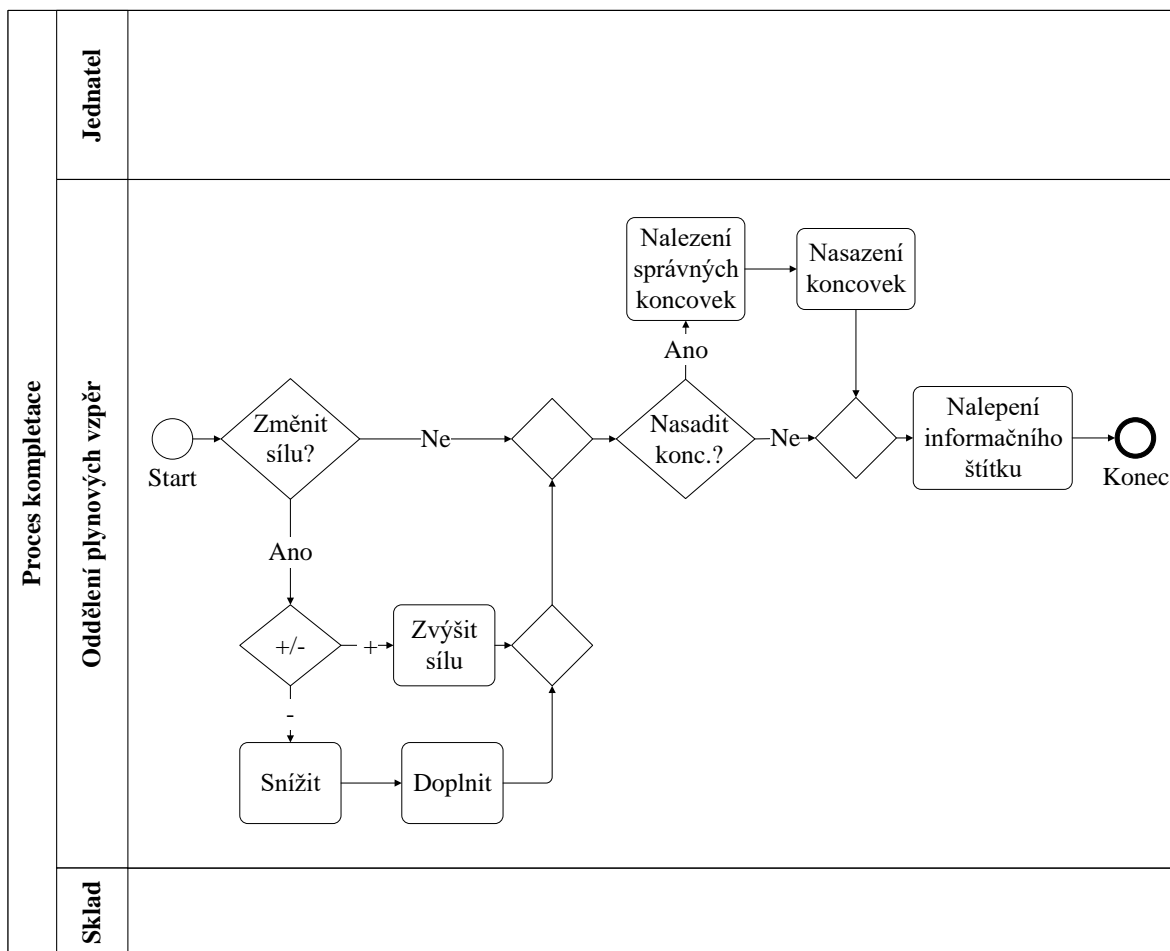 Proces kompletace
Jednatel
Oddělení plynových vzpěr
Sklad
Nalezení
správných
koncovek
Nasazení
koncovek
Ano
Start
Změnit
sílu?
Ne
Nasadit
konc.?
Ne
Nalepení
informačního
štítku
Konec
Ano
+/-
+
Zvýšit
sílu
-
Snížit
Doplnit